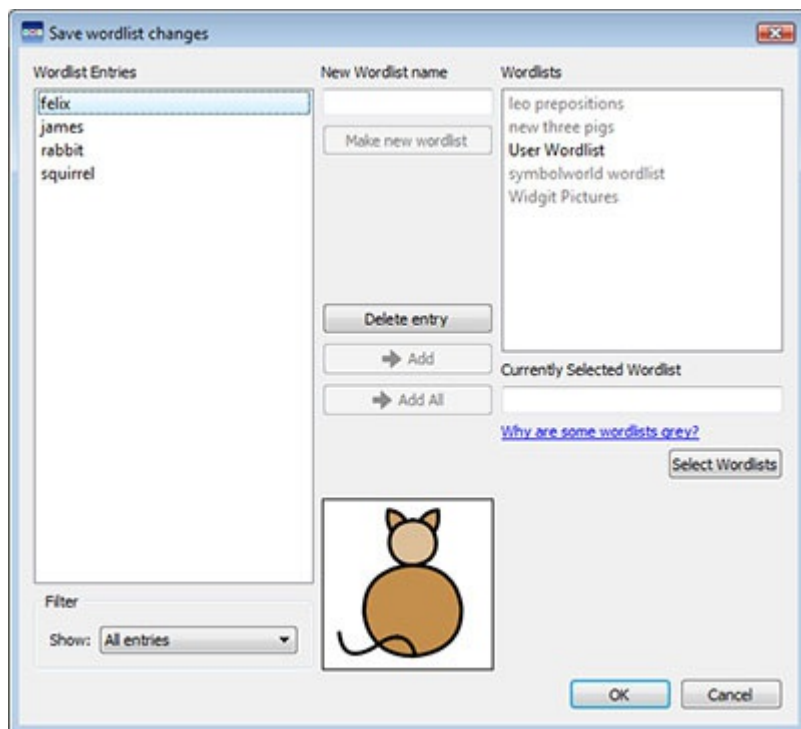 Save wordlist changes
Wordlist Entries
felix
james
rabbit
squirrel
Filter
Show: All entries
New Wordlist name
Make new wordlist
Delete entry
Add
Add All
Wordlists
leo prepositions
new three pigs
User Wordlist
symbolworld wordlist
Widgit Pictures
Currently Selected Wordlist
Why are some wordlists grey?
Select Wordlists
OK
Cancel